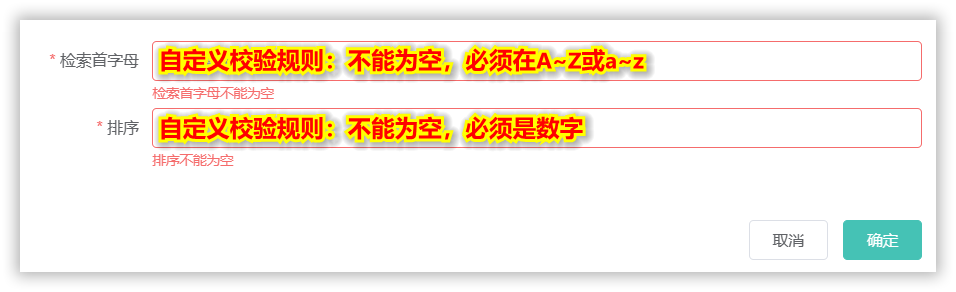 * 检索首字母 自定义校验规则：不能为空，必须在A~Z或a~z
检索首字母不能为空
* 排序 自定义校验规则：不能为空，必须是数字
排序不能为空
取消 确定